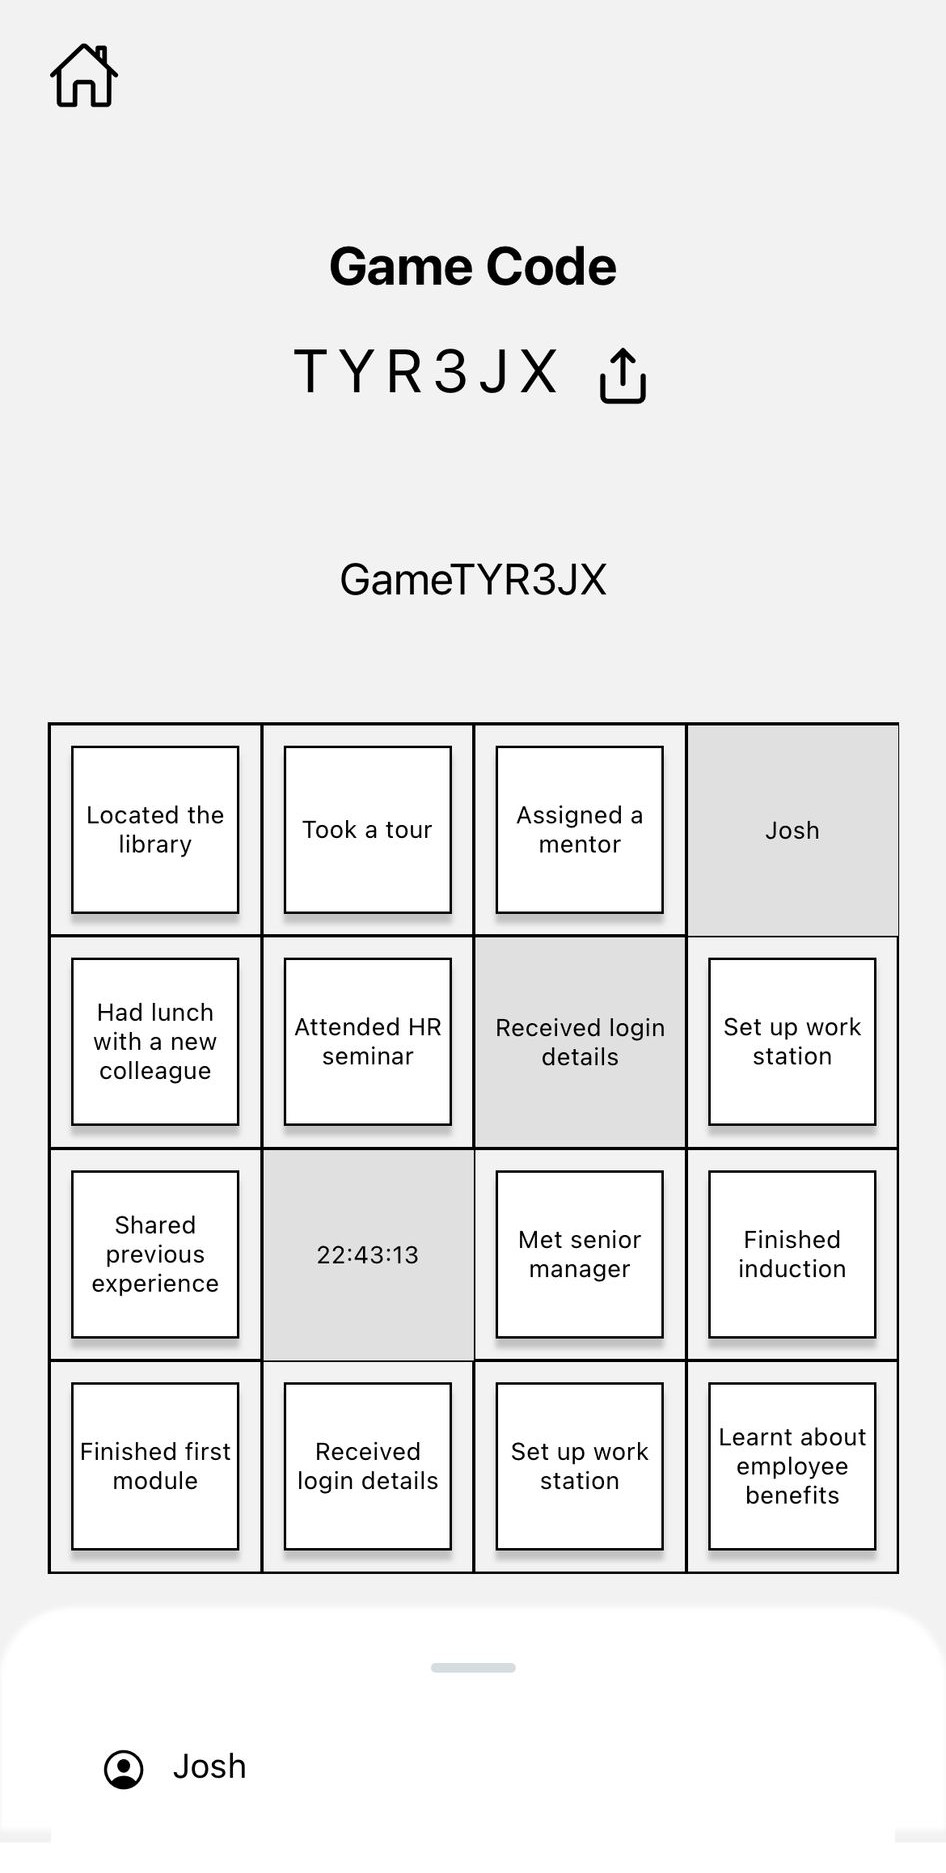 Game Code
TYR3JX
GameTYR3JX
Located the
library
Took a tour
Assigned a
mentor
Josh
Had lunch
with a new
colleague
Attended HR
seminar
Received login
details
Set up work
station
Shared
previous
experience
22:43:13
Met senior
manager
Finished
induction
Finished first
module
Received
login details
Set up work
station
Learnt about
employee
benefits
Josh